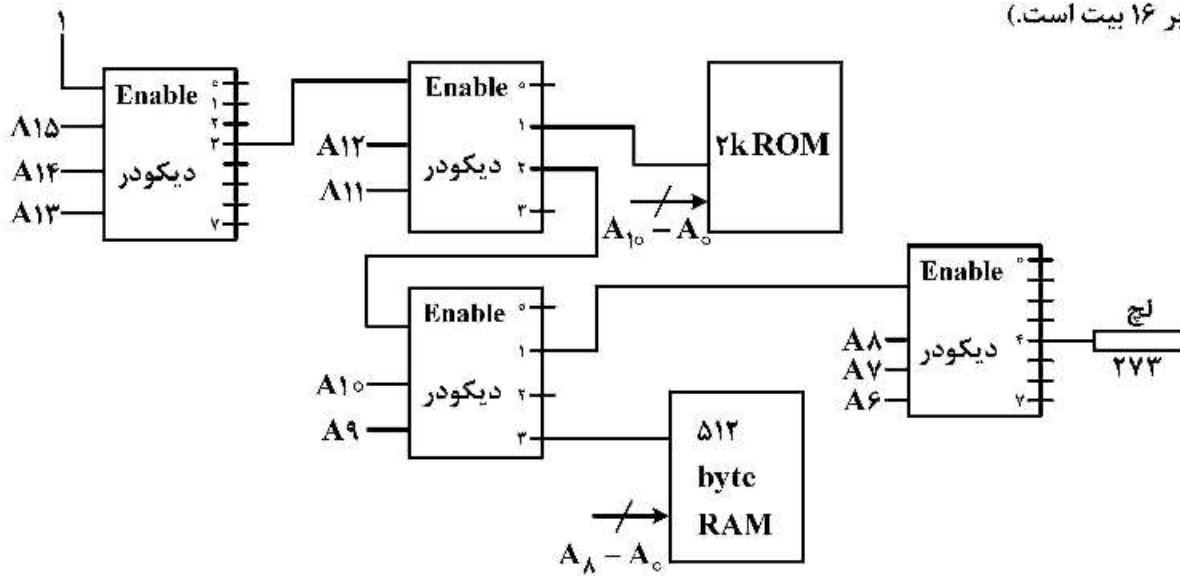 بر ۱۶ بیت است.)
۱
Enable
۰
۱
۲
۳
۷
A۱۵
A۱۴
A۱۳
دیکودر
Enable
۰
۱
۲
۳
A۱۲
A۱۱
دیکودر
۲k ROM
A۱۰ – A۰
Enable
۰
۱
۲
۳
A۱۰
A۹
دیکودر
۵۱۲
byte
RAM
A۸ – A۰
Enable
۰
۴
۷
A۸
A۷
A۶
دیکودر
لچ
۲۷۳